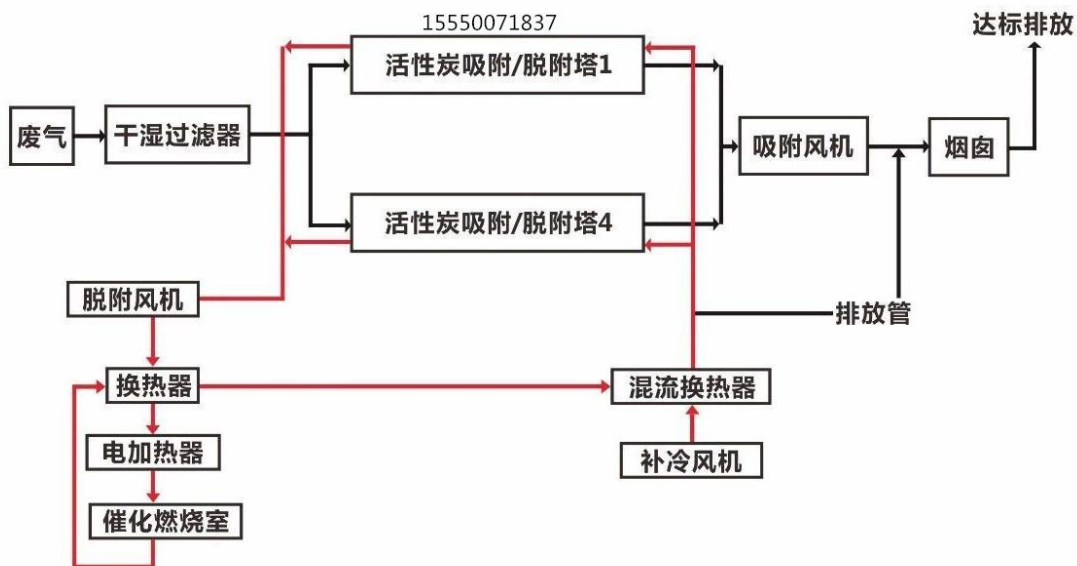 15550071837
达标排放
活性炭吸附/脱附塔1
废气
干湿过滤器
吸附风机
烟囱
活性炭吸附/脱附塔4
脱附风机
排放管
换热器
混流换热器
电加热器
补冷风机
催化燃烧室